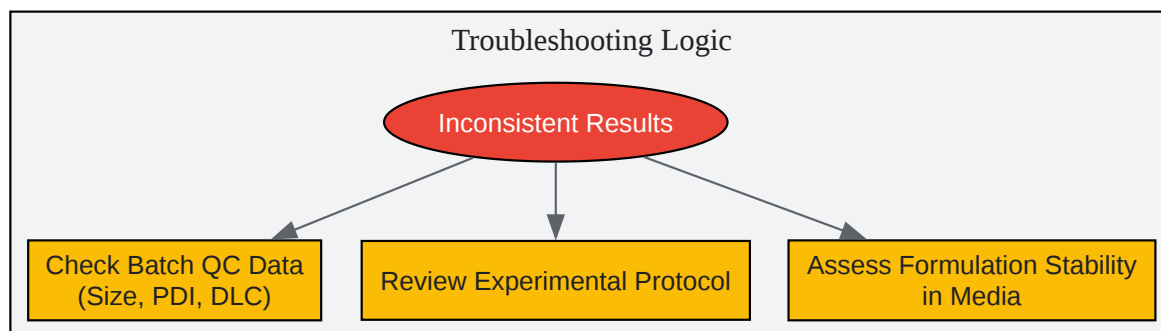 Troubleshooting Logic
Inconsistent Results
Check Batch QC Data
(Size, PDI, DLC)
Review Experimental Protocol
Assess Formulation Stability
in Media